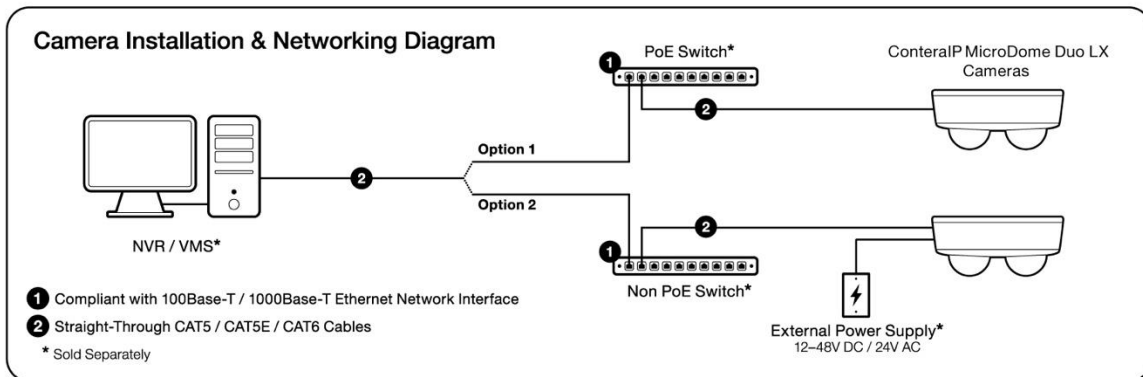 Camera Installation & Networking Diagram
PoE Switch*
ConteraIP MicroDome Duo LX
Cameras
1
2
Option 1
2
Option 2
NVR / VMS*
2
1
Non PoE Switch*
External Power Supply*
12–48V DC / 24V AC
1 Compliant with 100Base-T / 1000Base-T Ethernet Network Interface
2 Straight-Through CAT5 / CAT5E / CAT6 Cables
* Sold Separately